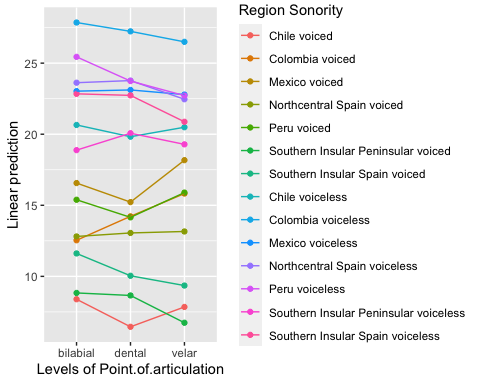 Region Sonority
Chile voiced
Colombia voiced
Mexico voiced
Northcentral Spain voiced
Peru voiced
Southern Insular Peninsular voiced
Southern Insular Spain voiced
Chile voiceless
Colombia voiceless
Mexico voiceless
Northcentral Spain voiceless
Peru voiceless
Southern Insular Peninsular voiceless
Southern Insular Spain voiceless
Linear prediction
25
20
15
10
bilabial dental velar
Levels of Point.of.articulation